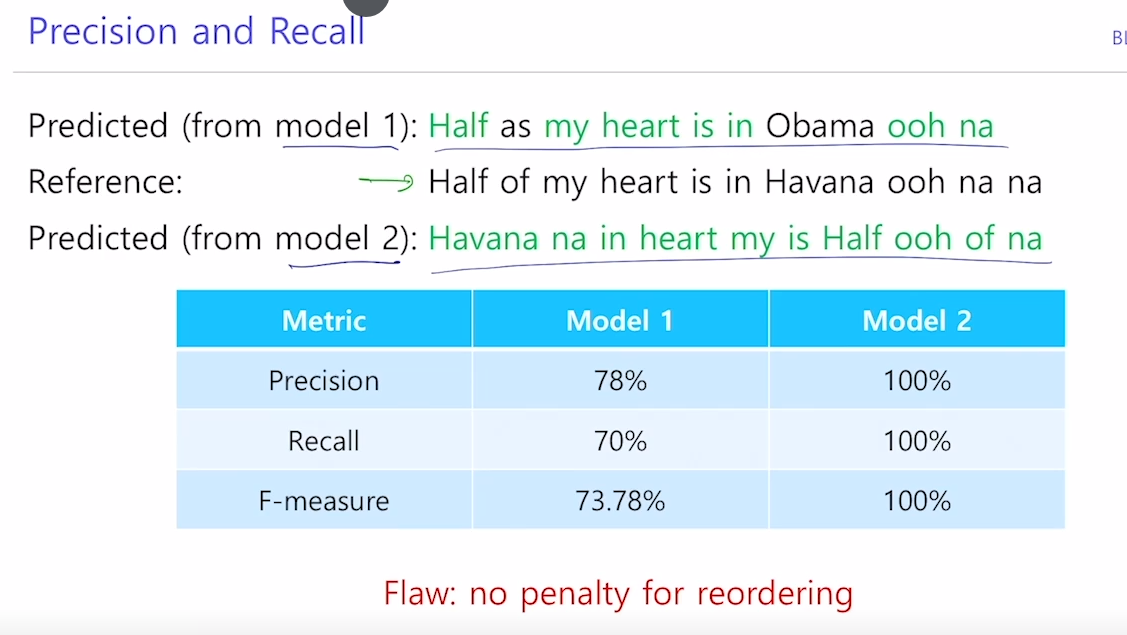 Precision and Recall
Predicted (from model 1): Half as my heart is in Obama ooh na
Reference: Half of my heart is in Havana ooh na na
Predicted (from model 2): Havana na in heart my is Half ooh of na
Metric Model 1 Model 2
Precision 78% 100%
Recall 70% 100%
F-measure 73.78% 100%
Flaw: no penalty for reordering